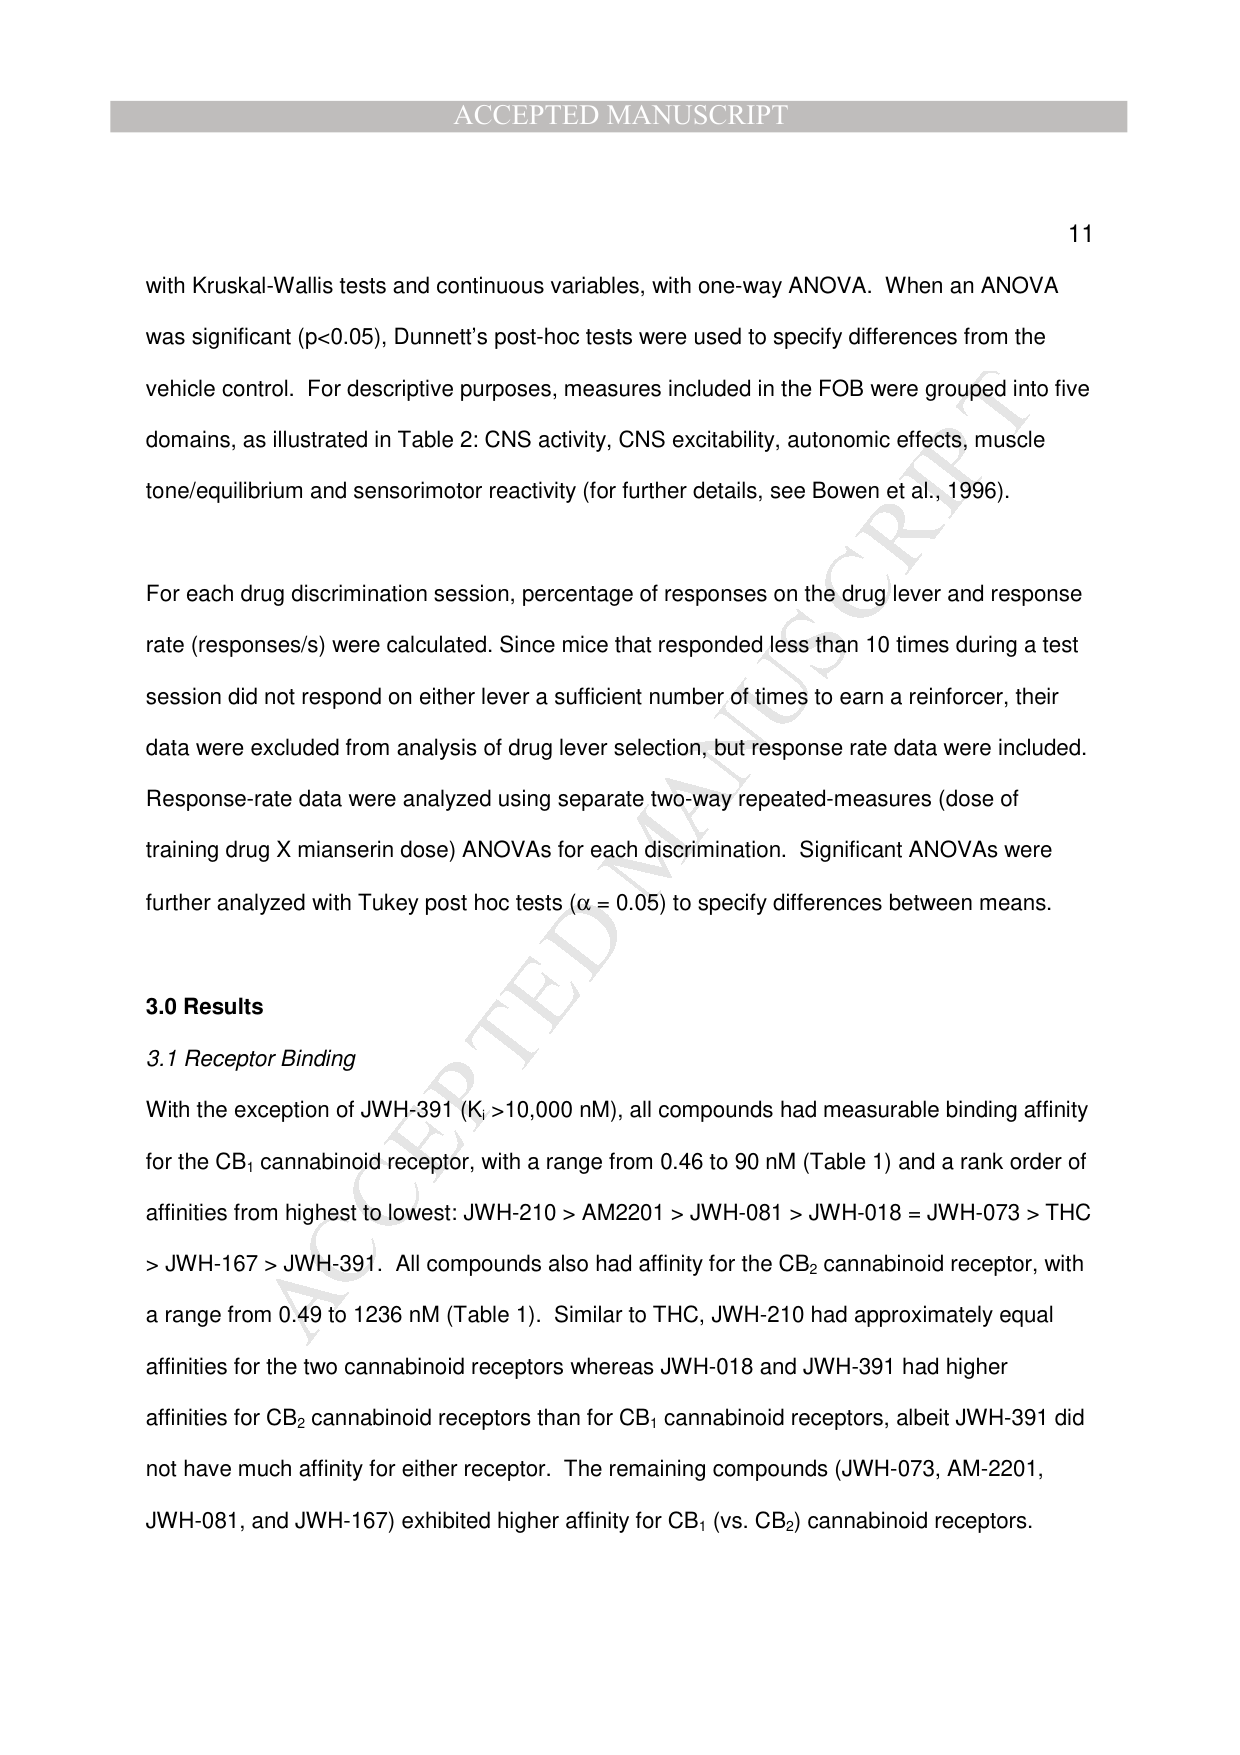 ACCEPTED MANUSCRIPT
11
with Kruskal-Wallis tests and continuous variables, with one-way ANOVA.  When an ANOVA
was significant (p<0.05), Dunnett’s post-hoc tests were used to specify differences from the
vehicle control.  For descriptive purposes, measures included in the FOB were grouped into five
domains, as illustrated in Table 2: CNS activity, CNS excitability, autonomic effects, muscle
tone/equilibrium and sensorimotor reactivity (for further details, see Bowen et al., 1996).
For each drug discrimination session, percentage of responses on the drug lever and response
rate (responses/s) were calculated. Since mice that responded less than 10 times during a test
session did not respond on either lever a sufficient number of times to earn a reinforcer, their
data were excluded from analysis of drug lever selection, but response rate data were included.
Response-rate data were analyzed using separate two-way repeated-measures (dose of
training drug X mianserin dose) ANOVAs for each discrimination.  Significant ANOVAs were
further analyzed with Tukey post hoc tests (α = 0.05) to specify differences between means.
3.0 Results
3.1 Receptor Binding
With the exception of JWH-391 (Ki >10,000 nM), all compounds had measurable binding affinity
for the CB1 cannabinoid receptor, with a range from 0.46 to 90 nM (Table 1) and a rank order of
affinities from highest to lowest: JWH-210 > AM2201 > JWH-081 > JWH-018 = JWH-073 > THC
> JWH-167 > JWH-391.  All compounds also had affinity for the CB2 cannabinoid receptor, with
a range from 0.49 to 1236 nM (Table 1).  Similar to THC, JWH-210 had approximately equal
affinities for the two cannabinoid receptors whereas JWH-018 and JWH-391 had higher
affinities for CB2 cannabinoid receptors than for CB1 cannabinoid receptors, albeit JWH-391 did
not have much affinity for either receptor.  The remaining compounds (JWH-073, AM-2201,
JWH-081, and JWH-167) exhibited higher affinity for CB1 (vs. CB2) cannabinoid receptors.
ACCEPTED MANUSCRIPT